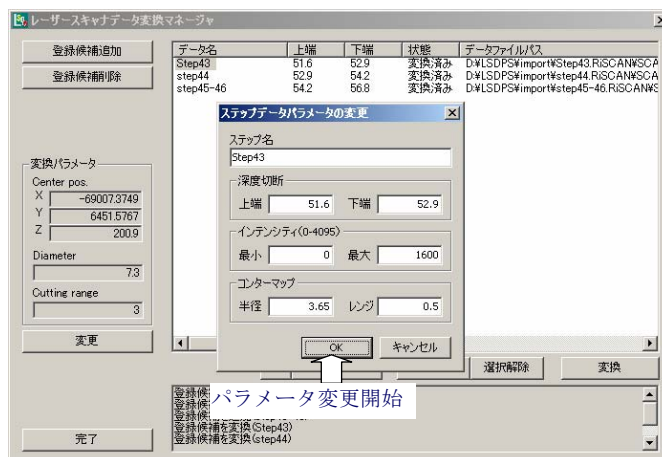 レーザースキャナデータ変換マネージャ
登録候補追加
登録候補削除
データ名 上端 下端 状態 データファイルパス
Step43 51.6 52.9 変換済み D:¥LSDPS¥import¥Step43.RiSCAN¥SCA
step44 52.9 54.2 変換済み D:¥LSDPS¥import¥step44.RiSCAN¥SCA
step45-46 54.2 56.8 変換済み D:¥LSDPS¥import¥step45-46.RiSCAN¥S
変換パラメータ
Center pos.
X -69007.3749
Y 6451.5767
Z 200.9
Diameter
7.3
Cutting range
3
変更
完了
ステップデータパラメータの変更
ステップ名
Step43
深度切断
上端 51.6 下端 52.9
インテンシティ(0-4095)
最小 0 最大 1600
コンターマップ
半径 3.65 レンジ 0.5
OK キャンセル
選択解除 変換
パラメータ変更開始
登録候補を変換(Step43)
登録候補を変換(step44)